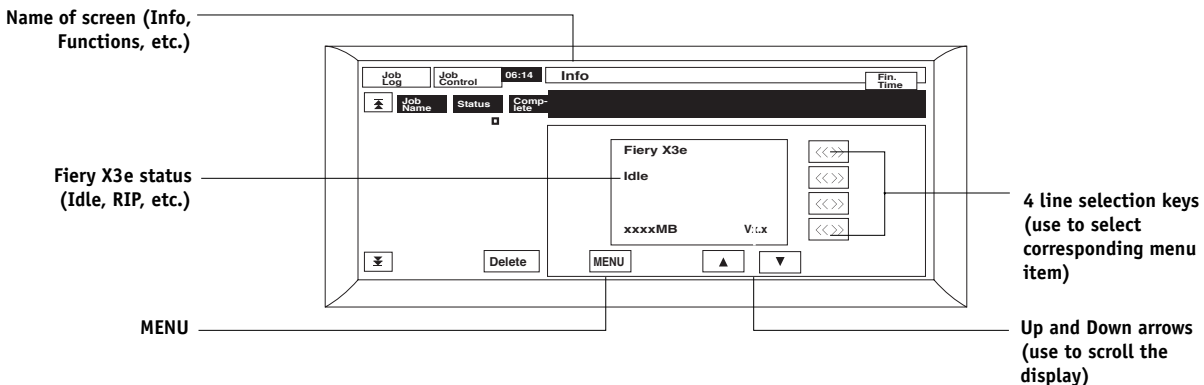 Name of screen (Info,
Functions, etc.)
Job
Log
Job
Control
06:14
Info
Fin.
Time
Job
Name
Status
Comp-
lete
Fiery X3e
Idle
xxxxMB
Fiery X3e status
(Idle, RIP, etc.)
4 line selection keys
(use to select
corresponding menu
item)
Delete
MENU
MENU
Up and Down arrows
(use to scroll the
display)